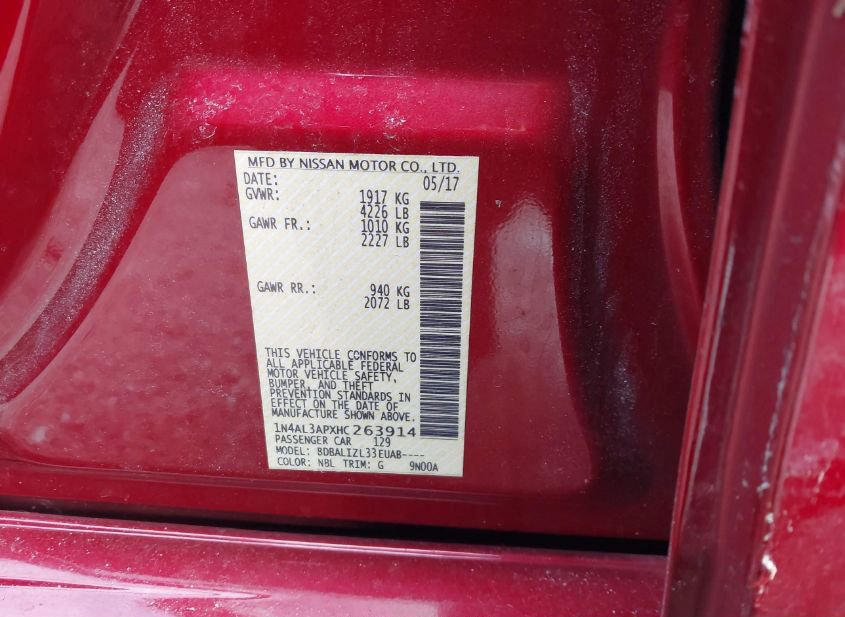 MFD BY NISSAN MOTOR CO., LTD.
DATE: 05/17
GVWR: 1917 KG
4226 LB
GAWR FR.: 1010 KG
2227 LB
GAWR RR.: 940 KG
2072 LB
THIS VEHICLE CONFORMS TO
ALL APPLICABLE FEDERAL
MOTOR VEHICLE SAFETY,
BUMPER, AND THEFT
PREVENTION STANDARDS IN
EFFECT ON THE DATE OF
MANUFACTURE SHOWN ABOVE.
1N4AL3APXHC263914
PASSENGER CAR 129
MODEL: BDBALIZL33EUAB----
COLOR: NBL TRIM: G 9N00A